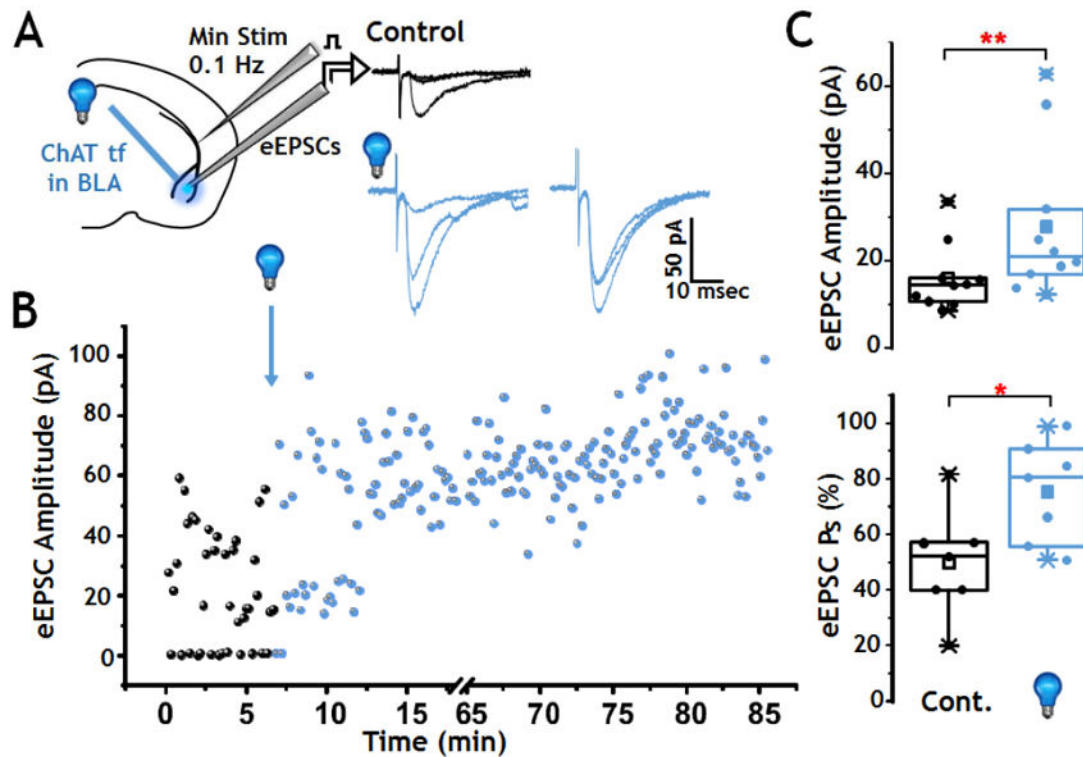 A
Min Stim
0.1 Hz
Control
ChAT tf
in BLA
eEPSCs
50 pA
10 msec
B
eEPSC Amplitude (pA)
100
80
60
40
20
0
0 5 10 15 65 70 75 80 85
Time (min)
C
**
eEPSC Amplitude (pA)
60
40
20
0
*
eEPSC Ps (%)
100
80
60
40
20
0
Cont.